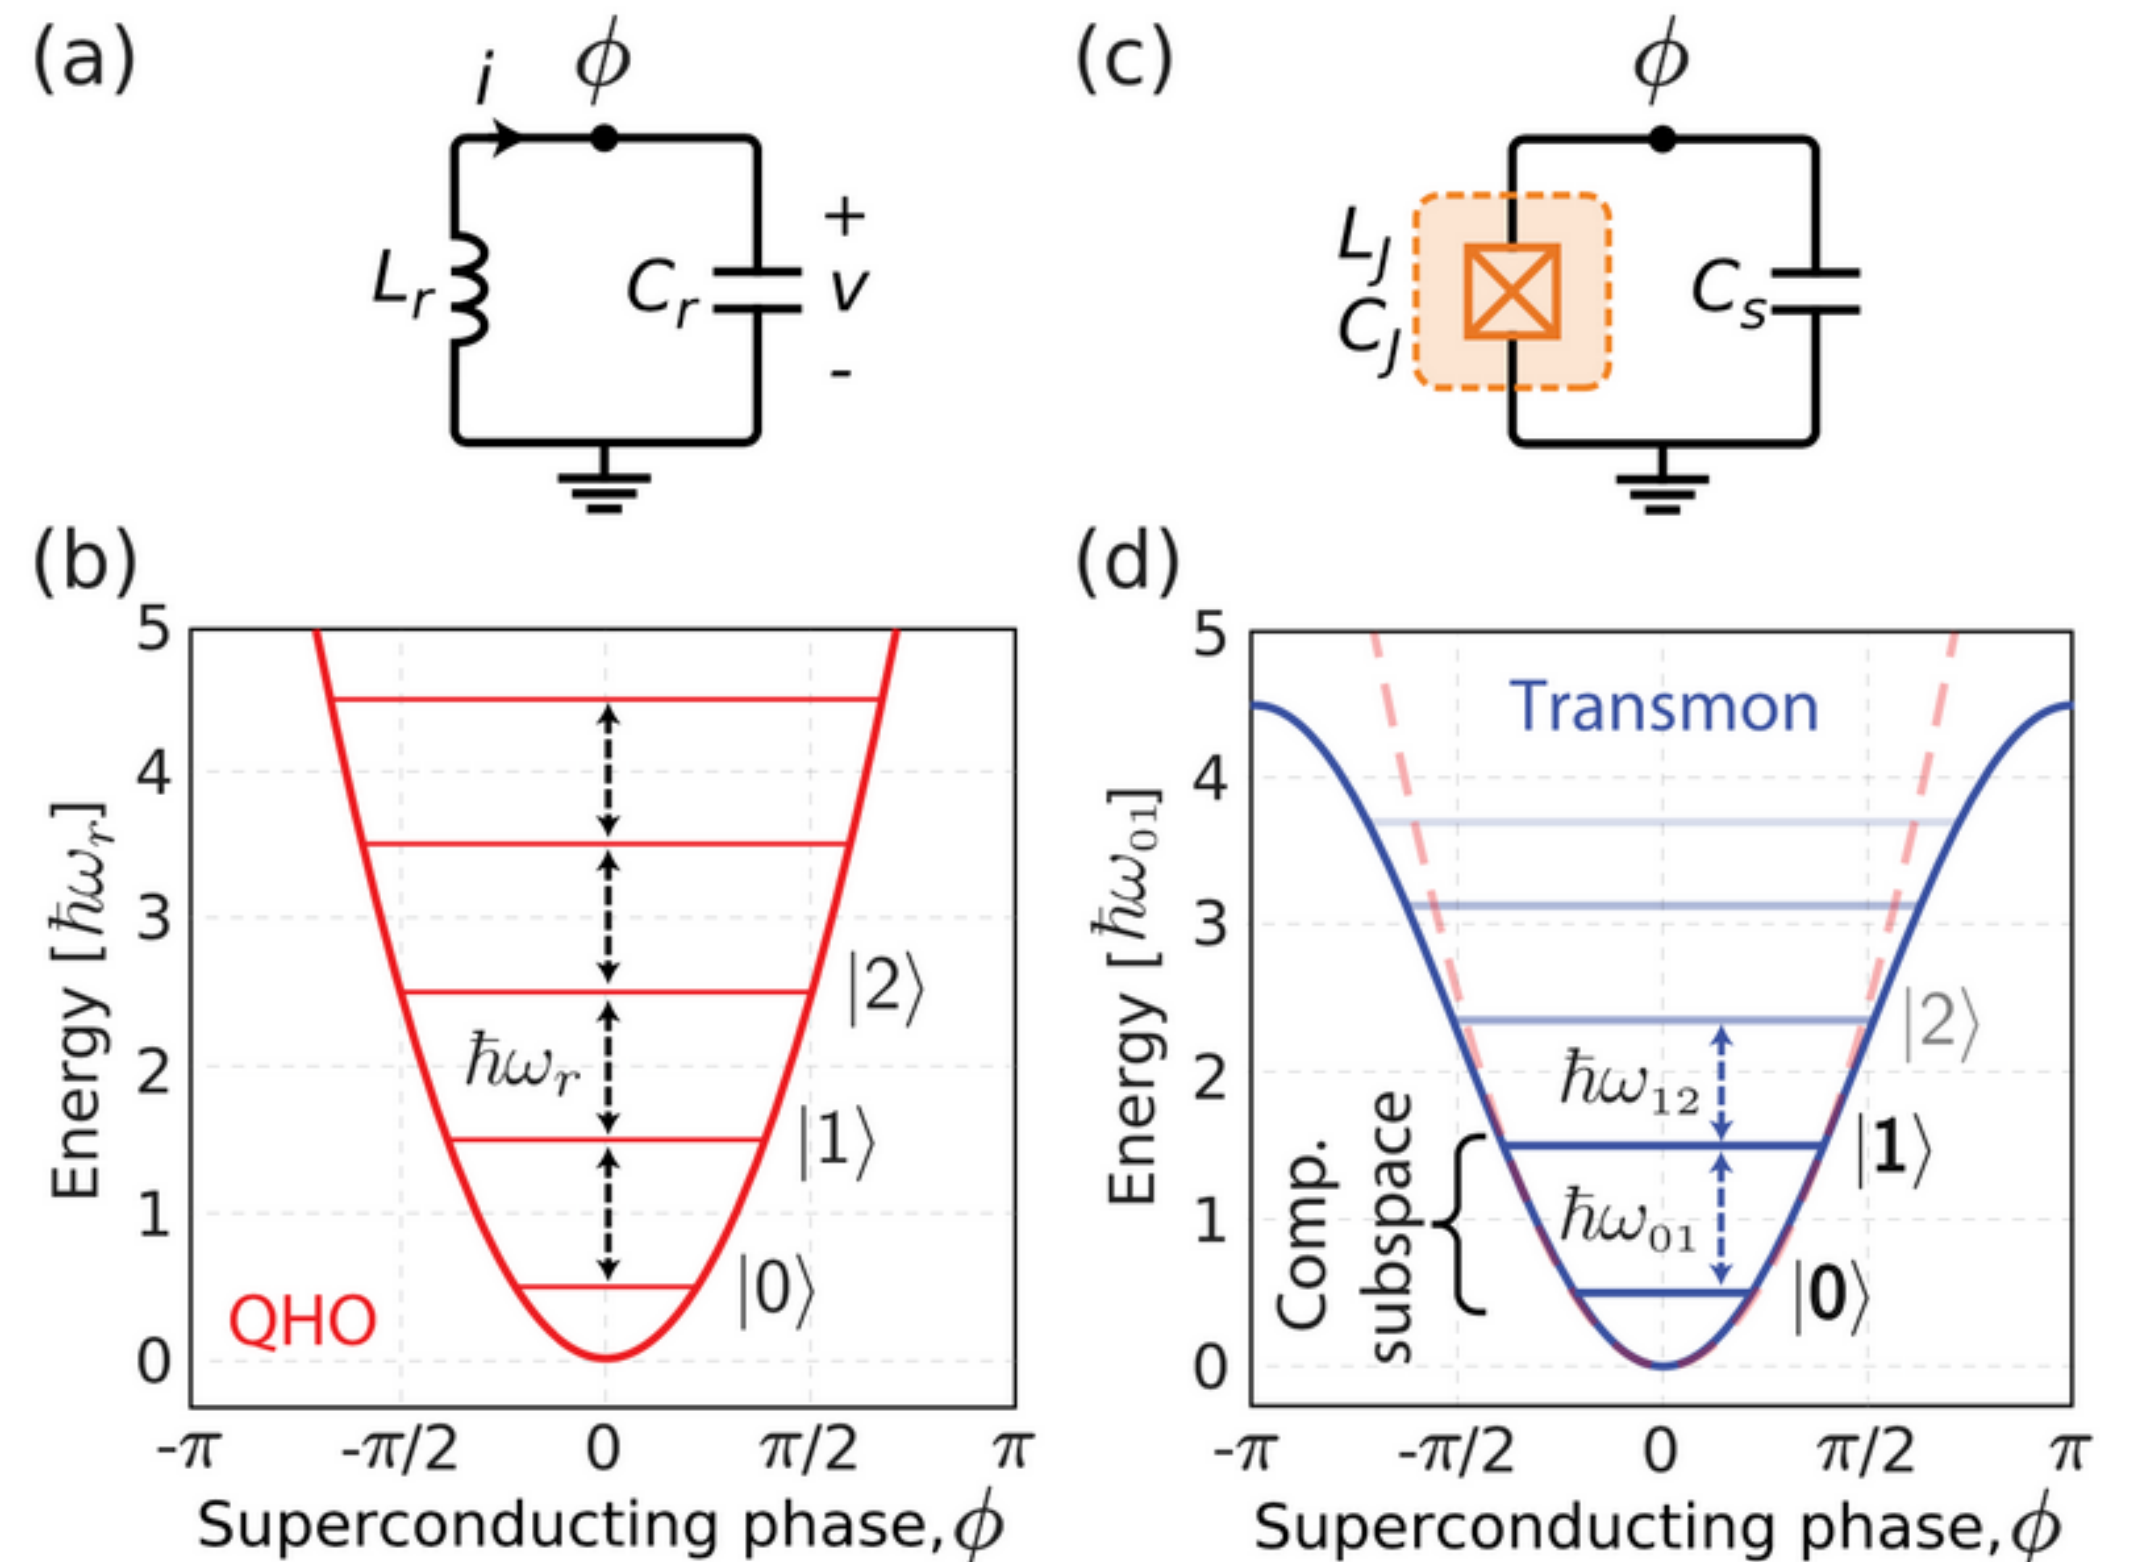 (a)
i
ϕ
L_r
C_r
+
v
-
(c)
ϕ
L_J
C_J
C_s
(b)
5
4
3
2
1
0
Energy [ℏω_r]
ℏω_r
|2⟩
|1⟩
|0⟩
QHO
-π
-π/2
0
π/2
π
Superconducting phase, ϕ
(d)
5
4
3
2
1
0
Energy [ℏω_01]
Transmon
|2⟩
ℏω_12
|1⟩
ℏω_01
|0⟩
Comp.
subspace
-π
-π/2
0
π/2
π
Superconducting phase, ϕ